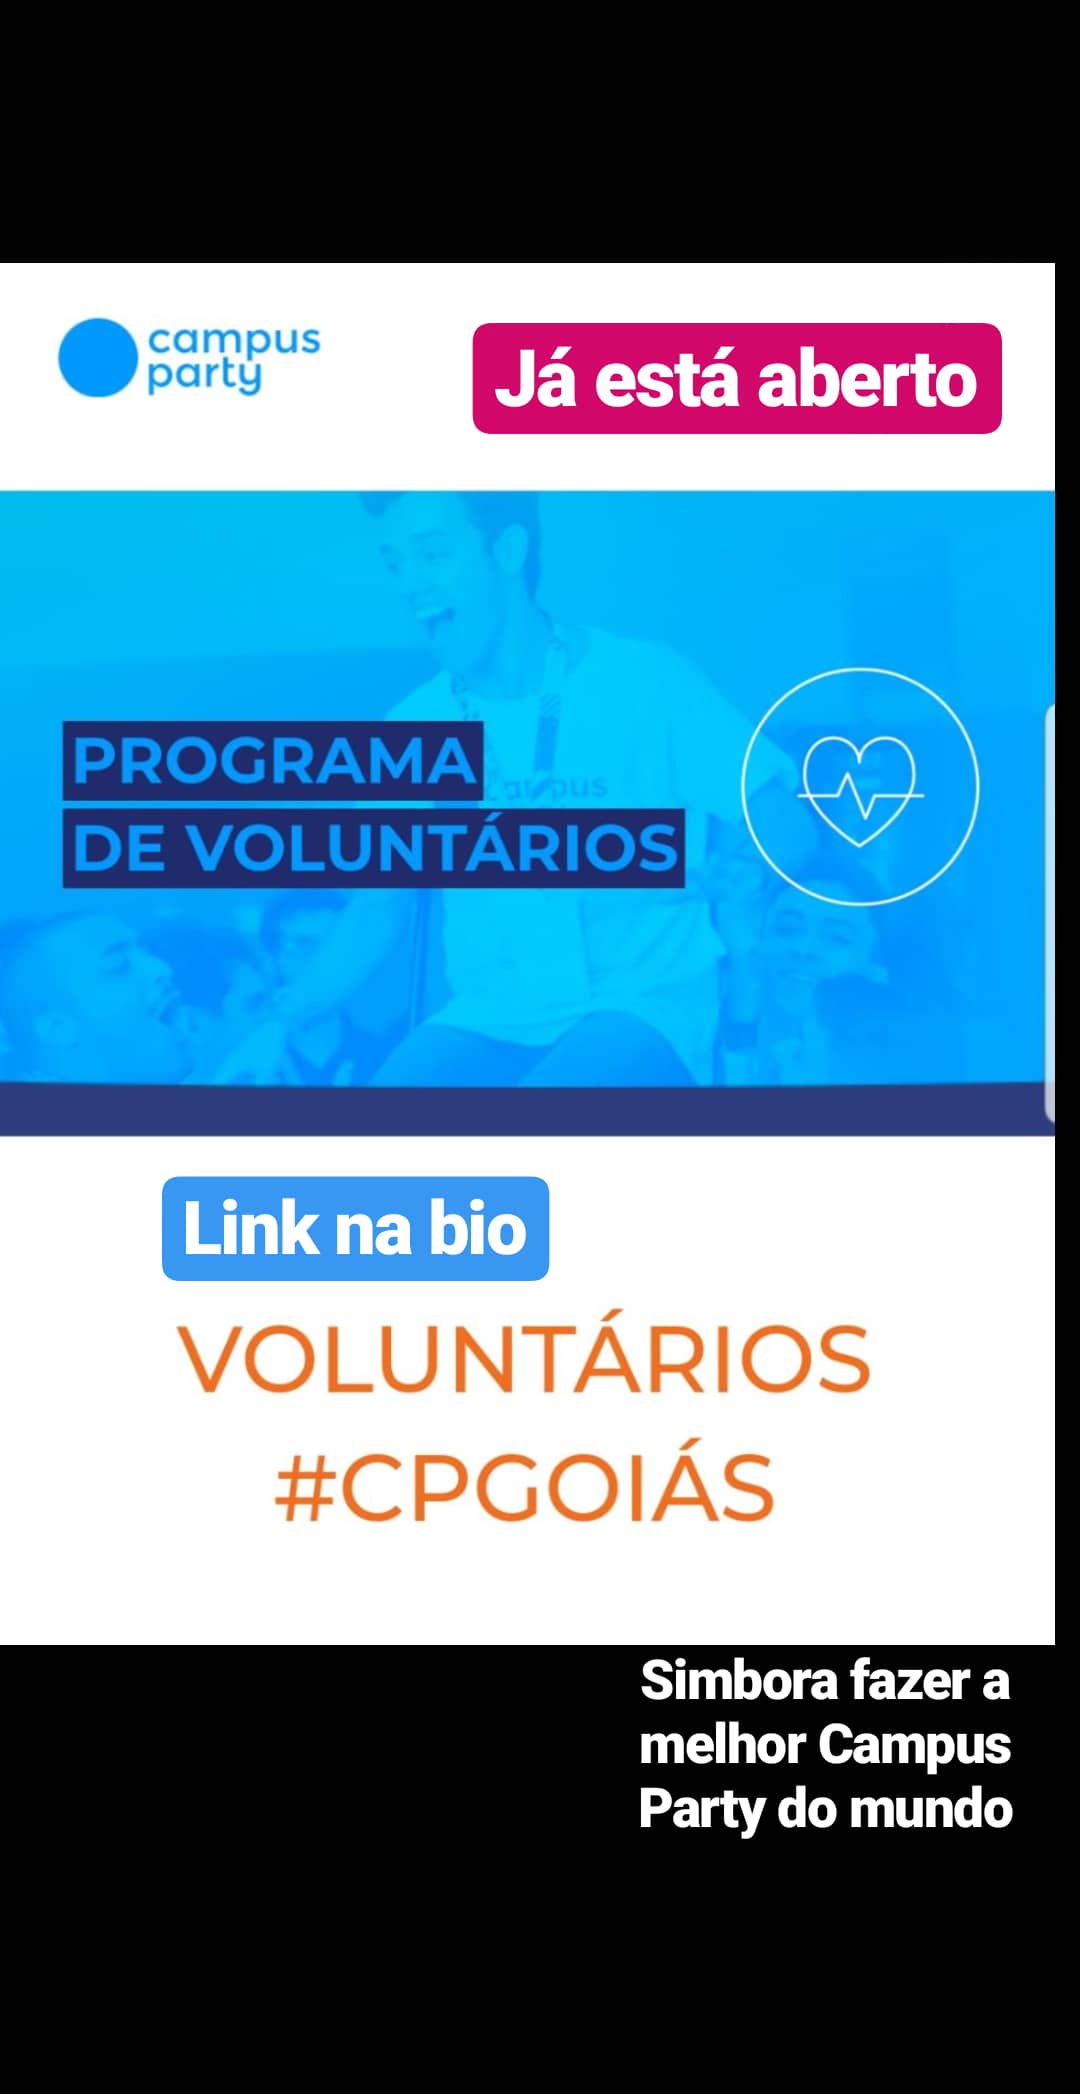 campus
party
Já está aberto
PROGRAMA
DE VOLUNTÁRIOS
Link na bio
VOLUNTÁRIOS
#CPGOIÁS
Simbora fazer a
melhor Campus
Party do mundo